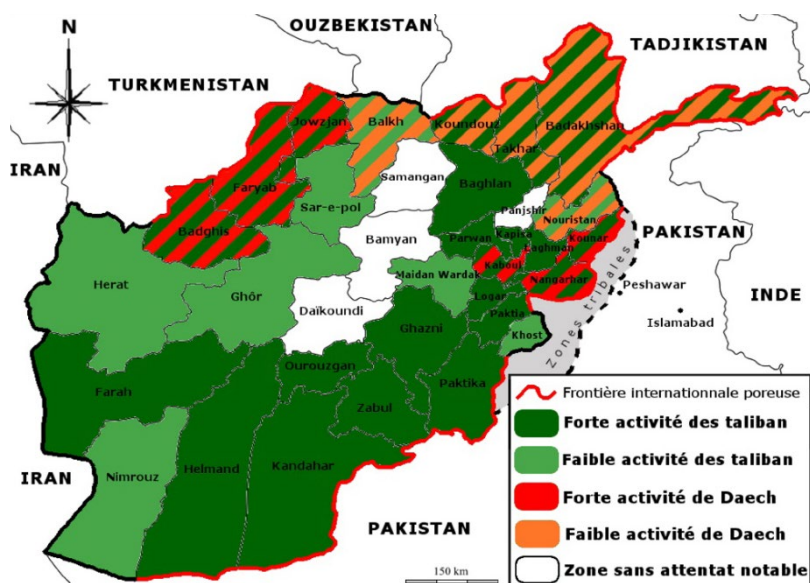 N
OUZBEKISTAN
TADJIKISTAN
TURKMENISTAN
IRAN
Jowzjan
Balkh
Koundouz
Takhar
Badakhshan
Samangan
Baghlan
Faryab
Sar-e-pol
Panjshir
Nouristan
Badghis
Bamyan
Parwan
Kapiça
Laghman
Kounar
PAKISTAN
Herat
Ghôr
Maidan Wardak
Kaboul
Nangarhar
Peshawar
INDE
Daïkoundi
Logar
Paktia
Islamabad
Zones tribales
Ghazni
Khost
Farah
Ourouzgan
Paktika
Zabul
IRAN
Nimrouz
Helmand
Kandahar
PAKISTAN
150 km
Frontière internationnale poreuse
Forte activité des taliban
Faible activité des taliban
Forte activité de Daech
Faible activité de Daech
Zone sans attentat notable